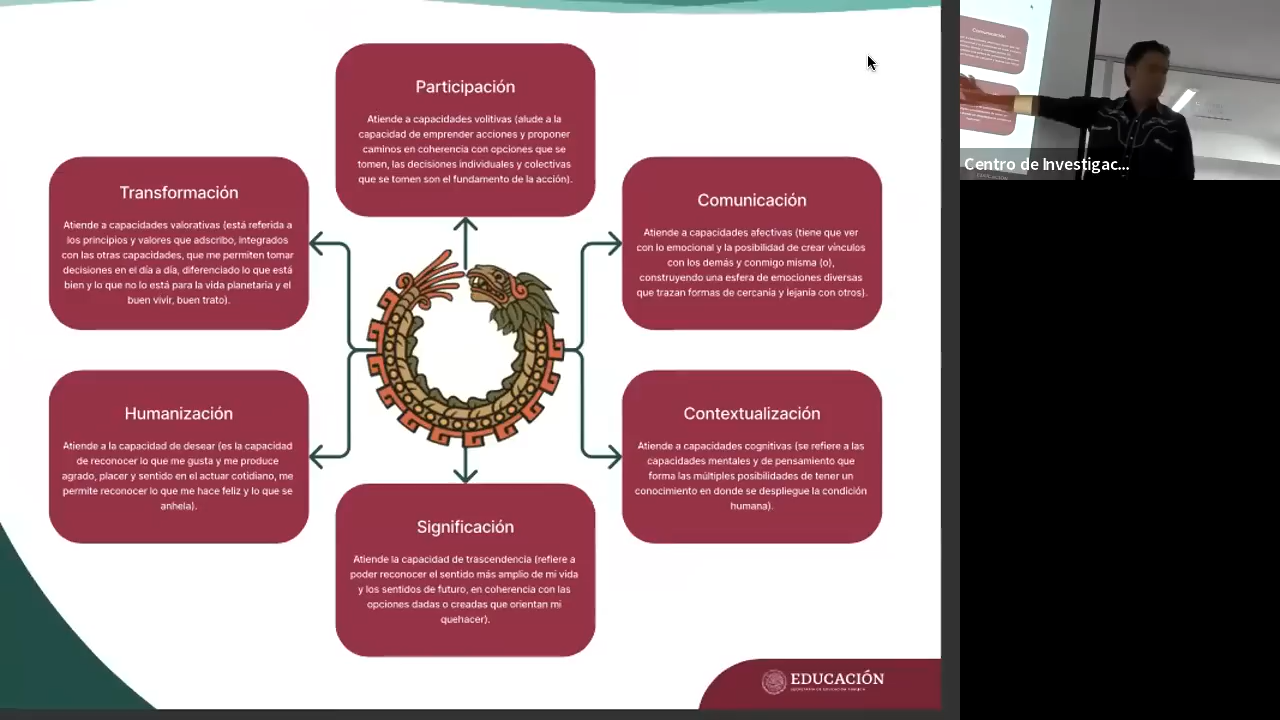 Participación
Atiende a capacidades volitivas (alude a la
capacidad de emprender acciones y proponer
caminos en coherencia con opciones que se
tomen, las decisiones individuales y colectivas
que se tomen son el fundamento de la acción).
Transformación
Atiende a capacidades valorativas (está referida a
los principios y valores que adscribo, integrados
con las otras capacidades, que me permiten tomar
decisiones en el día a día, diferenciado lo que está
bien y lo que no lo está para la vida planetaria y el
buen vivir, buen trato).
Comunicación
Atiende a capacidades afectivas (tiene que ver
con lo emocional y la posibilidad de crear vínculos
con los demás y conmigo misma (o),
construyendo una esfera de emociones diversas
que trazan formas de cercanía y lejanía con otros).
Humanización
Atiende a la capacidad de desear (es la capacidad
de reconocer lo que me gusta y me produce
agrado, placer y sentido en el actuar cotidiano, me
permite reconocer lo que me hace feliz y lo que se
anhela).
Contextualización
Atiende a capacidades cognitivas (se refiere a las
capacidades mentales y de pensamiento que
forma las múltiples posibilidades de tener un
conocimiento en donde se despliegue la condición
humana).
Significación
Atiende la capacidad de trascendencia (refiere a
poder reconocer el sentido más amplio de mi vida
y los sentidos de futuro, en coherencia con las
opciones dadas o creadas que orientan mi
quehacer).
EDUCACIÓN
SECRETARÍA DE EDUCACIÓN PÚBLICA
Comunicación
Centro de Investigac...